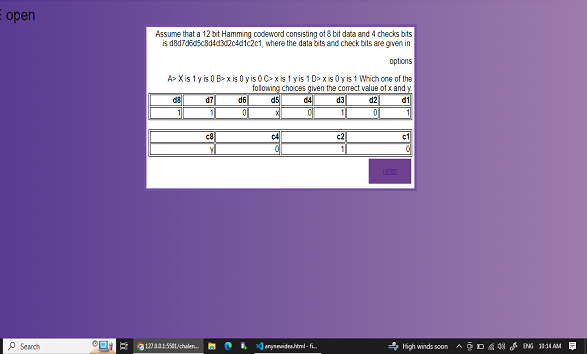 open
Assume that a 12 bit Hamming codeword consisting of 8 bit data and 4 checks bits
is d8d7d6d5c8d4d3d2c4d1c2c1, where the data bits and check bits are given in:
options
A> X is 1 y is 0 B> x is 0 y is 0 C> x is 1 y is 1 D> x is 0 y is 1 Which one of the
following choices given the correct value of x and y.
d8 d7 d6 d5 d4 d3 d2 d1
1 1 0 x 0 1 0 1
c8 c4 c2 c1
y 0 1 0
Search
127.0.0.1:5501/chalen...
anynewidea.html - fi...
High winds soon
ENG 10:14 AM